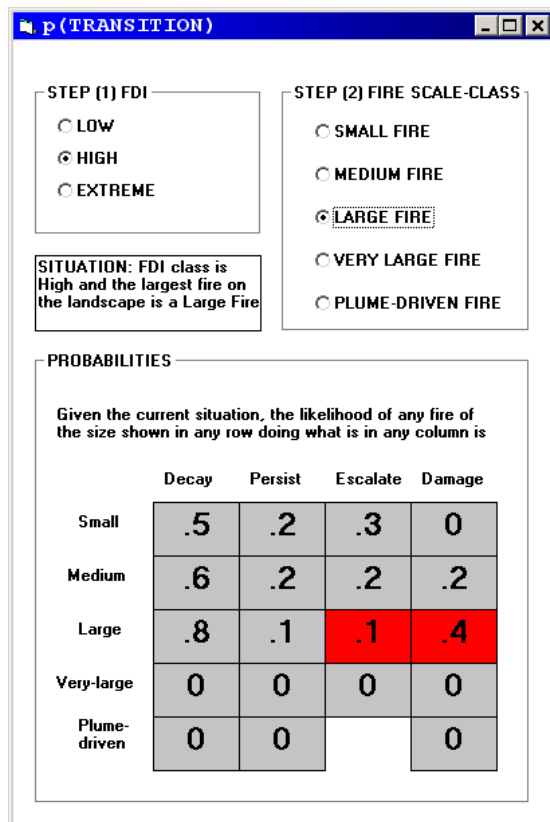 p(TRANSITION)
STEP (1) FDI
LOW
HIGH
EXTREME
STEP (2) FIRE SCALE-CLASS
SMALL FIRE
MEDIUM FIRE
LARGE FIRE
VERY LARGE FIRE
PLUME-DRIVEN FIRE
SITUATION: FDI class is
High and the largest fire on
the landscape is a Large Fire
PROBABILITIES
Given the current situation, the likelihood of any fire of
the size shown in any row doing what is in any column is
Decay Persist Escalate Damage
Small .5 .2 .3 0
Medium .6 .2 .2 .2
Large .8 .1 .1 .4
Very-large 0 0 0 0
Plume-
driven 0 0 0